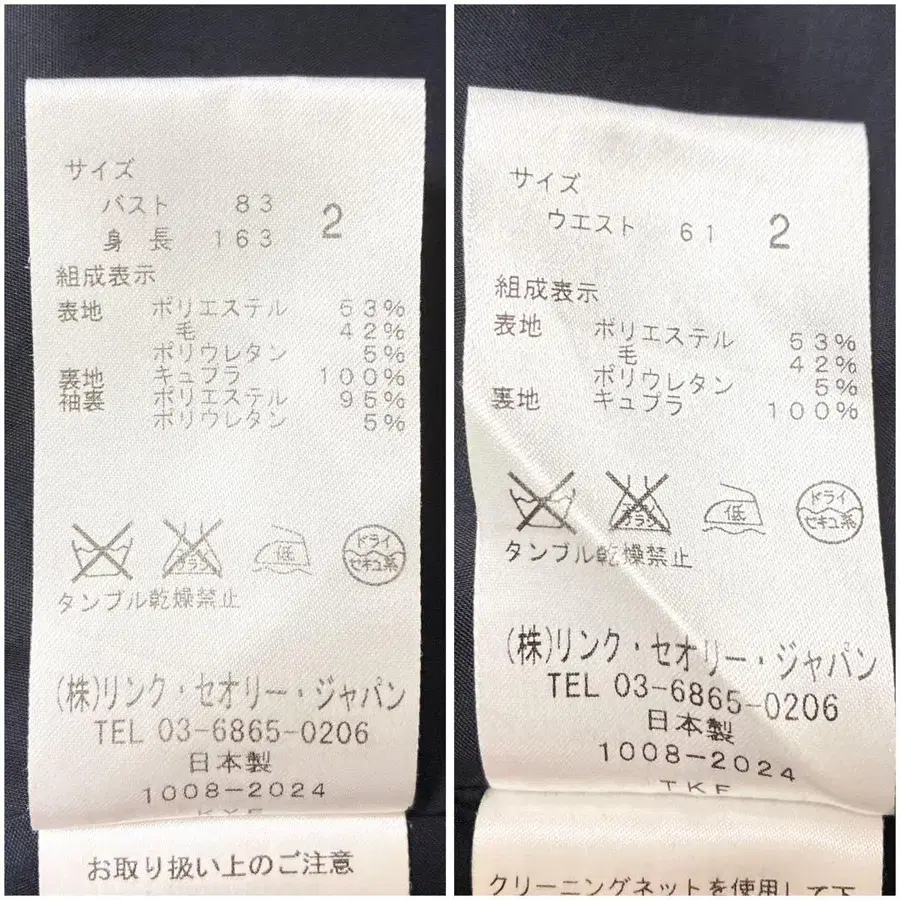 サイズ
バスト 83
身長 163
2
組成表示
表地 ポリエステル 53%
毛 42%
ポリウレタン 5%
裏地 キュプラ 100%
袖裏 ポリエステル 95%
ポリウレタン 5%
低
ドライ
セキユ系
タンブル乾燥禁止
(株)リンク・セオリー・ジャパン
TEL 03-6865-0206
日本製
1008-2024
お取り扱い上のご注意
サイズ
ウエスト 61
2
組成表示
表地 ポリエステル 53%
毛 42%
ポリウレタン 5%
裏地 キュプラ 100%
低
ドライ
セキユ系
タンブル乾燥禁止
(株)リンク・セオリー・ジャパン
TEL 03-6865-0206
日本製
1008-2024
TKF
クリーニングネットを使用して下